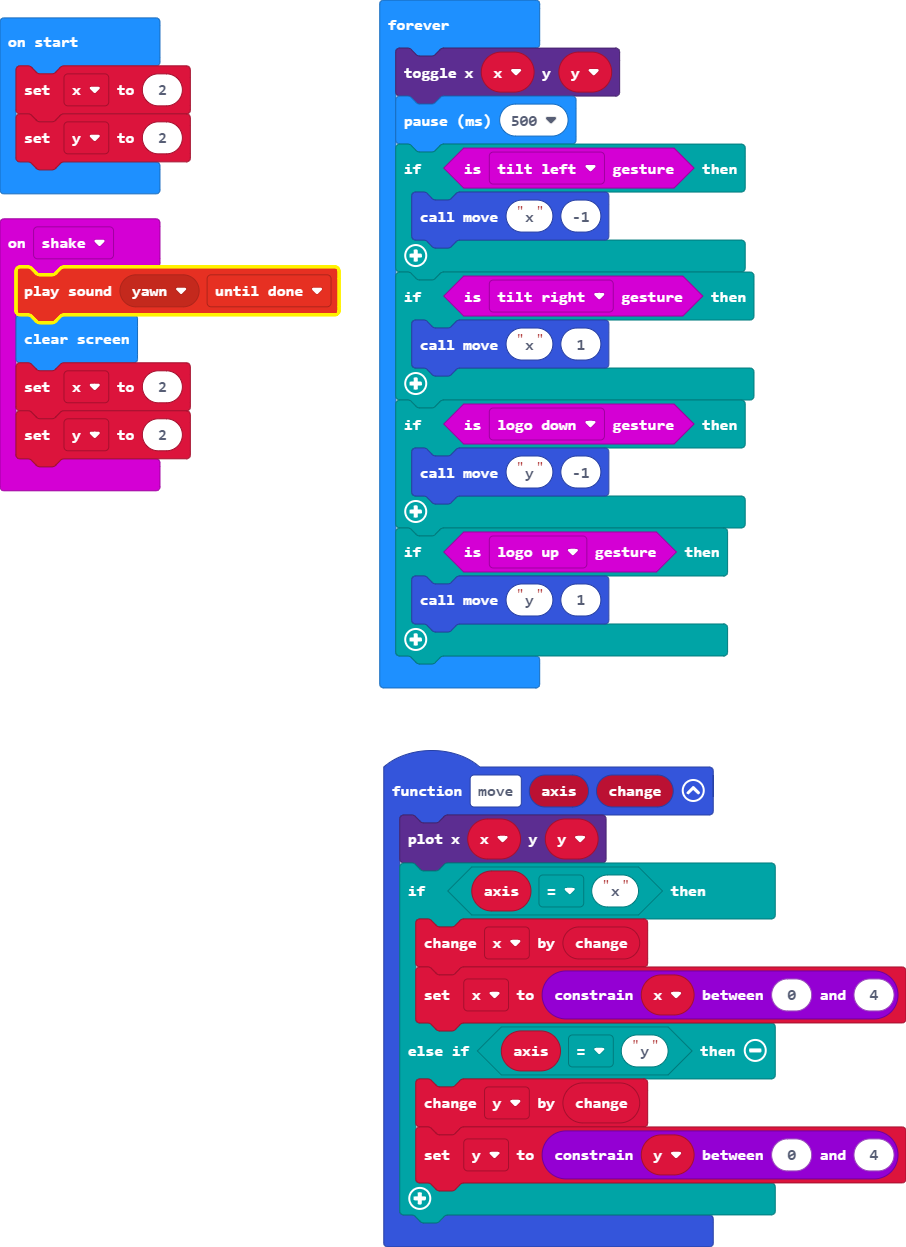 on start
set x to 2
set y to 2
on shake
play sound yawn until done
clear screen
set x to 2
set y to 2
forever
toggle x x y y
pause (ms) 500
if is tilt left gesture then
call move "x" -1
if is tilt right gesture then
call move "x" 1
if is logo down gesture then
call move "y" -1
if is logo up gesture then
call move "y" 1
function move axis change
plot x x y y
if axis = "x" then
change x by change
set x to constrain x between 0 and 4
else if axis = "y" then
change y by change
set y to constrain y between 0 and 4